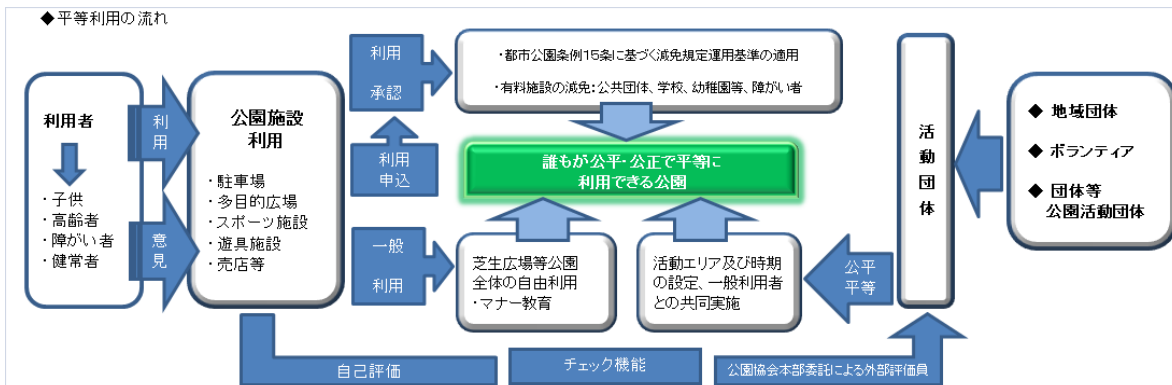 ◆平等利用の流れ
利用者
・子供
・高齢者
・障がい者
・健常者
利用
意見
公園施設
利用
・駐車場
・多目的広場
・スポーツ施設
・遊具施設
・売店等
利用
承認
利用
申込
一般
利用
・都市公園条例15条に基づく減免規定運用基準の適用
・有料施設の減免：公共団体、学校、幼稚園等、障がい者
誰もが公平・公正で平等に
利用できる公園
芝生広場等公園
全体の自由利用
・マナー教育
活動エリア及び時期
の設定、一般利用者
との共同実施
公平
平等
活動団体
◆ 地域団体
◆ ボランティア
◆ 団体等
公園活動団体
自己評価
チェック機能
公園協会本部委託による外部評価員